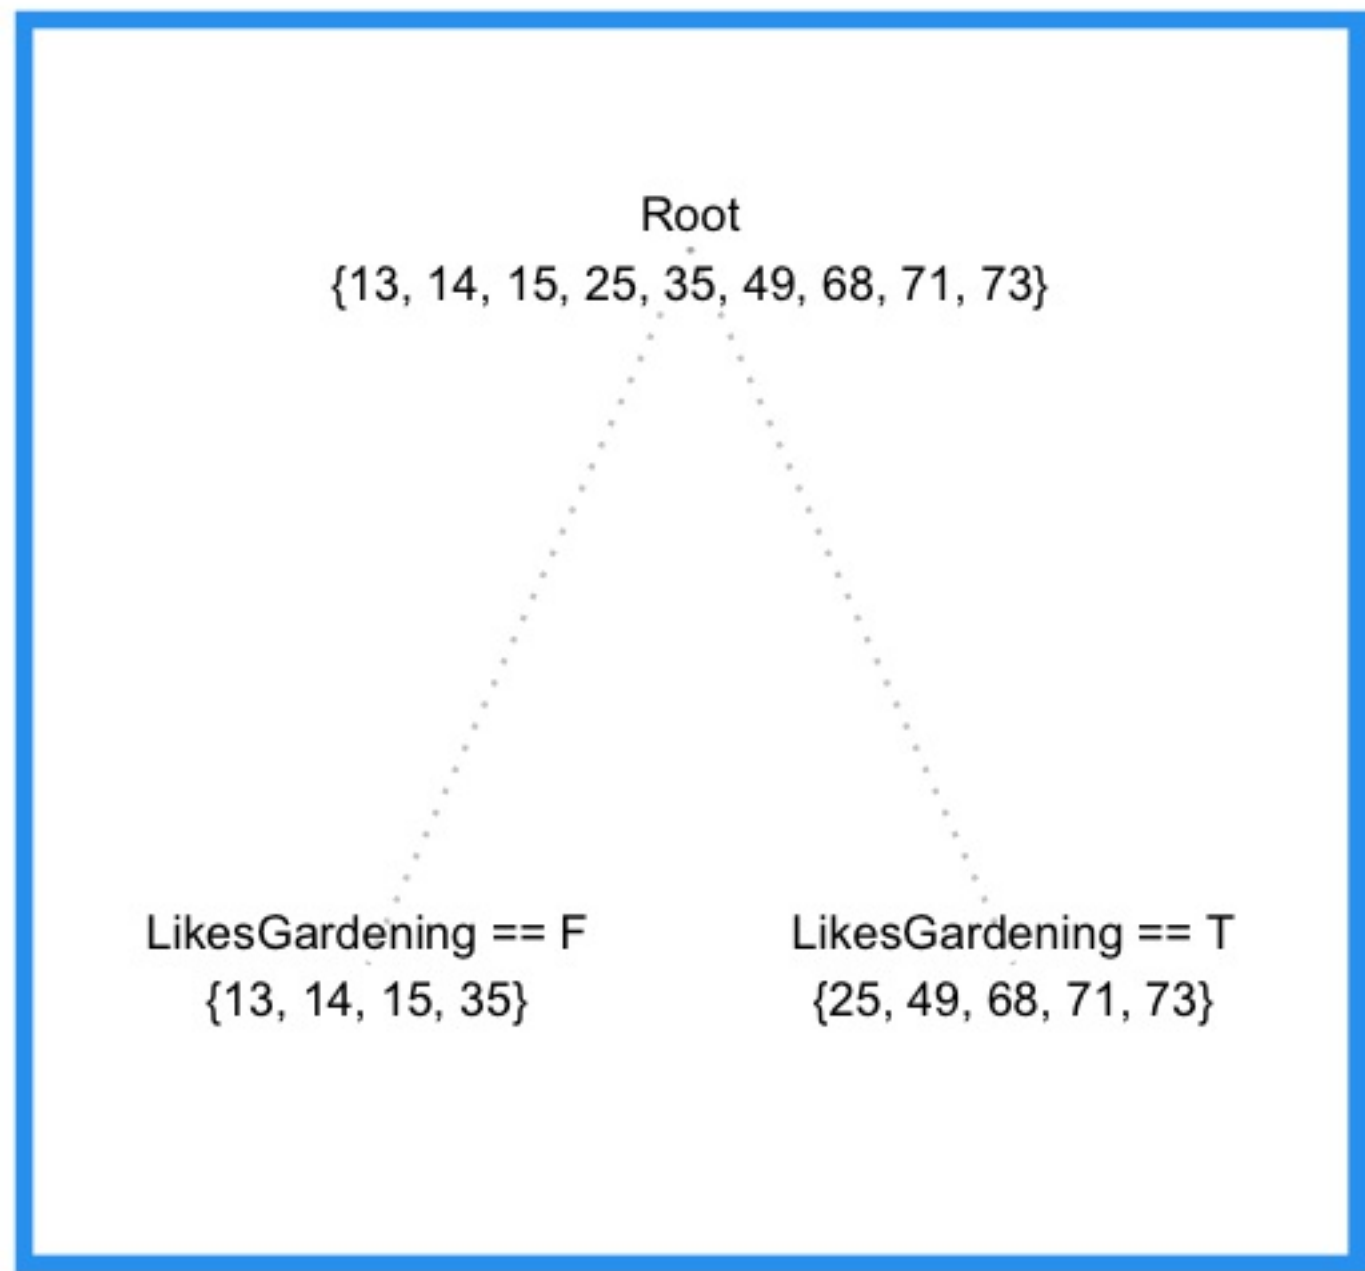 Root
{13, 14, 15, 25, 35, 49, 68, 71, 73}
LikesGardening == F
{13, 14, 15, 35}
LikesGardening == T
{25, 49, 68, 71, 73}